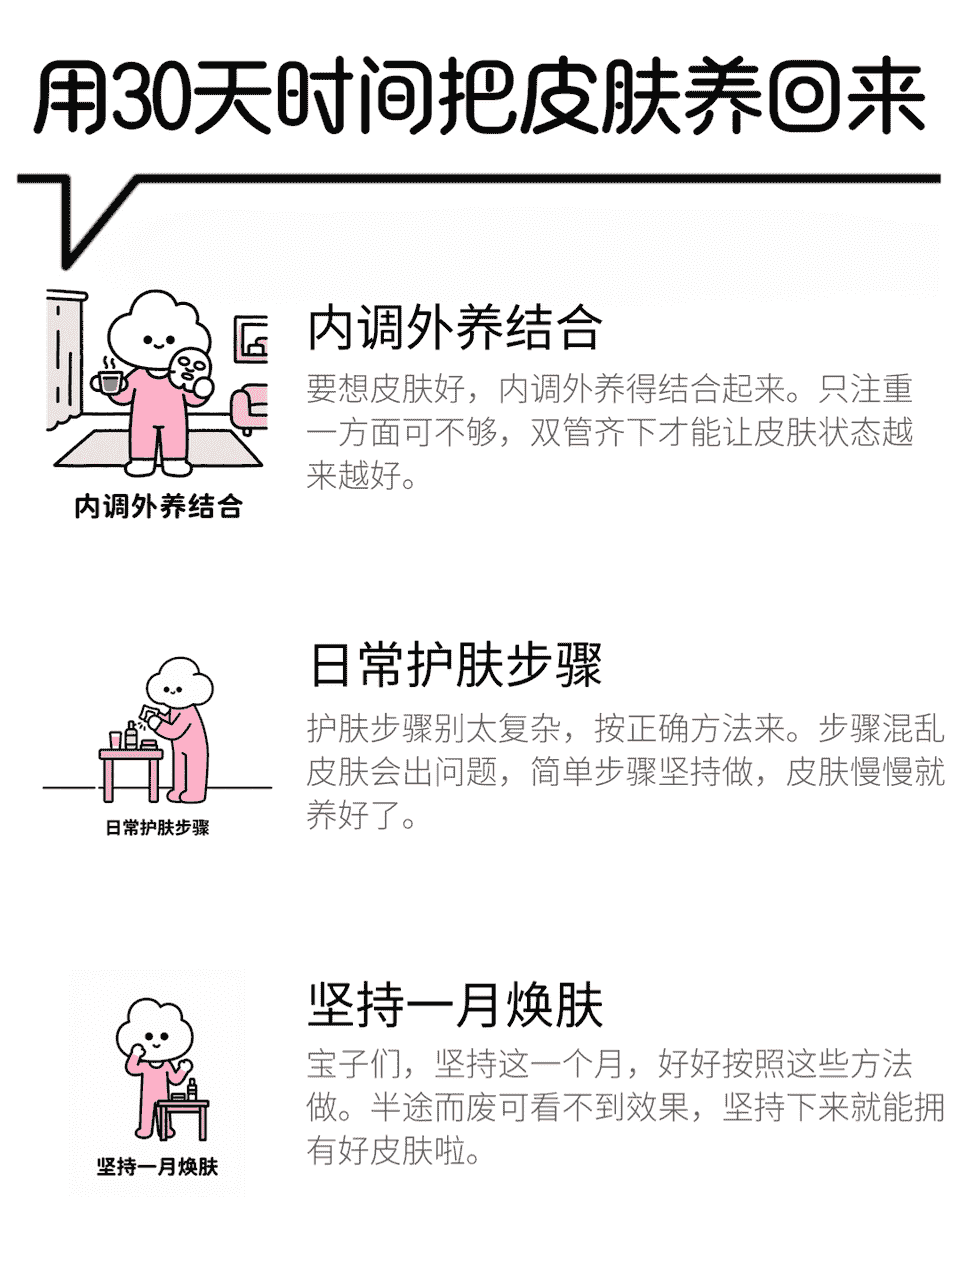 用30天时间把皮肤养回来
内调外养结合
要想皮肤好，内调外养得结合起来。只注重
一方面可不够，双管齐下才能让皮肤状态越
来越好。
内调外养结合
日常护肤步骤
护肤步骤别太复杂，按正确方法来。步骤混乱
皮肤会出问题，简单步骤坚持做，皮肤慢慢就
养好了。
日常护肤步骤
坚持一月焕肤
宝子们，坚持这一个月，好好按照这些方法
做。半途而废可看不到效果，坚持下来就能拥
有好皮肤啦。
坚持一月焕肤